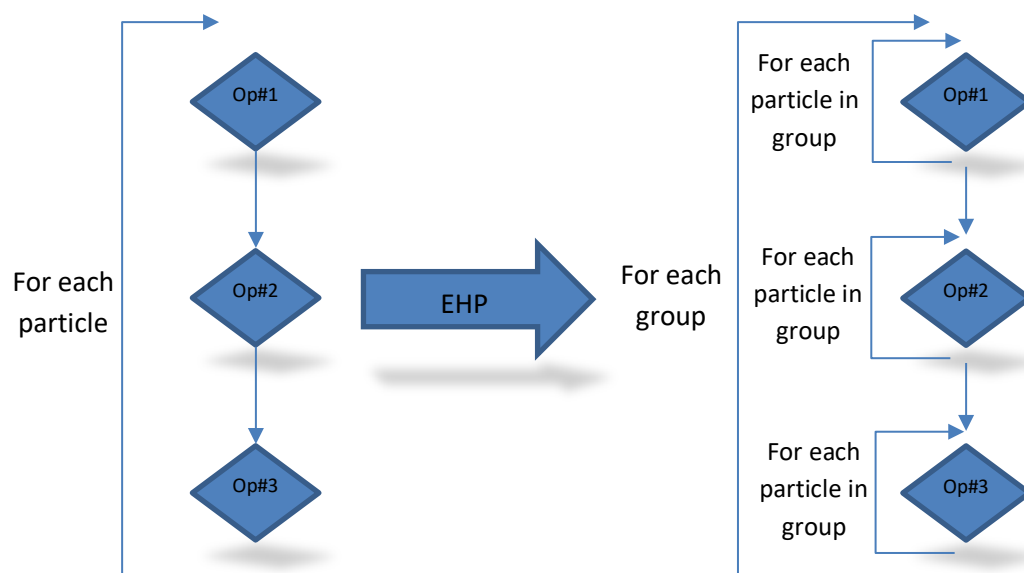 Op#1
Op#2
Op#3
For each
particle
EHP
For each
group
For each
particle in
group
Op#1
For each
particle in
group
Op#2
For each
particle in
group
Op#3